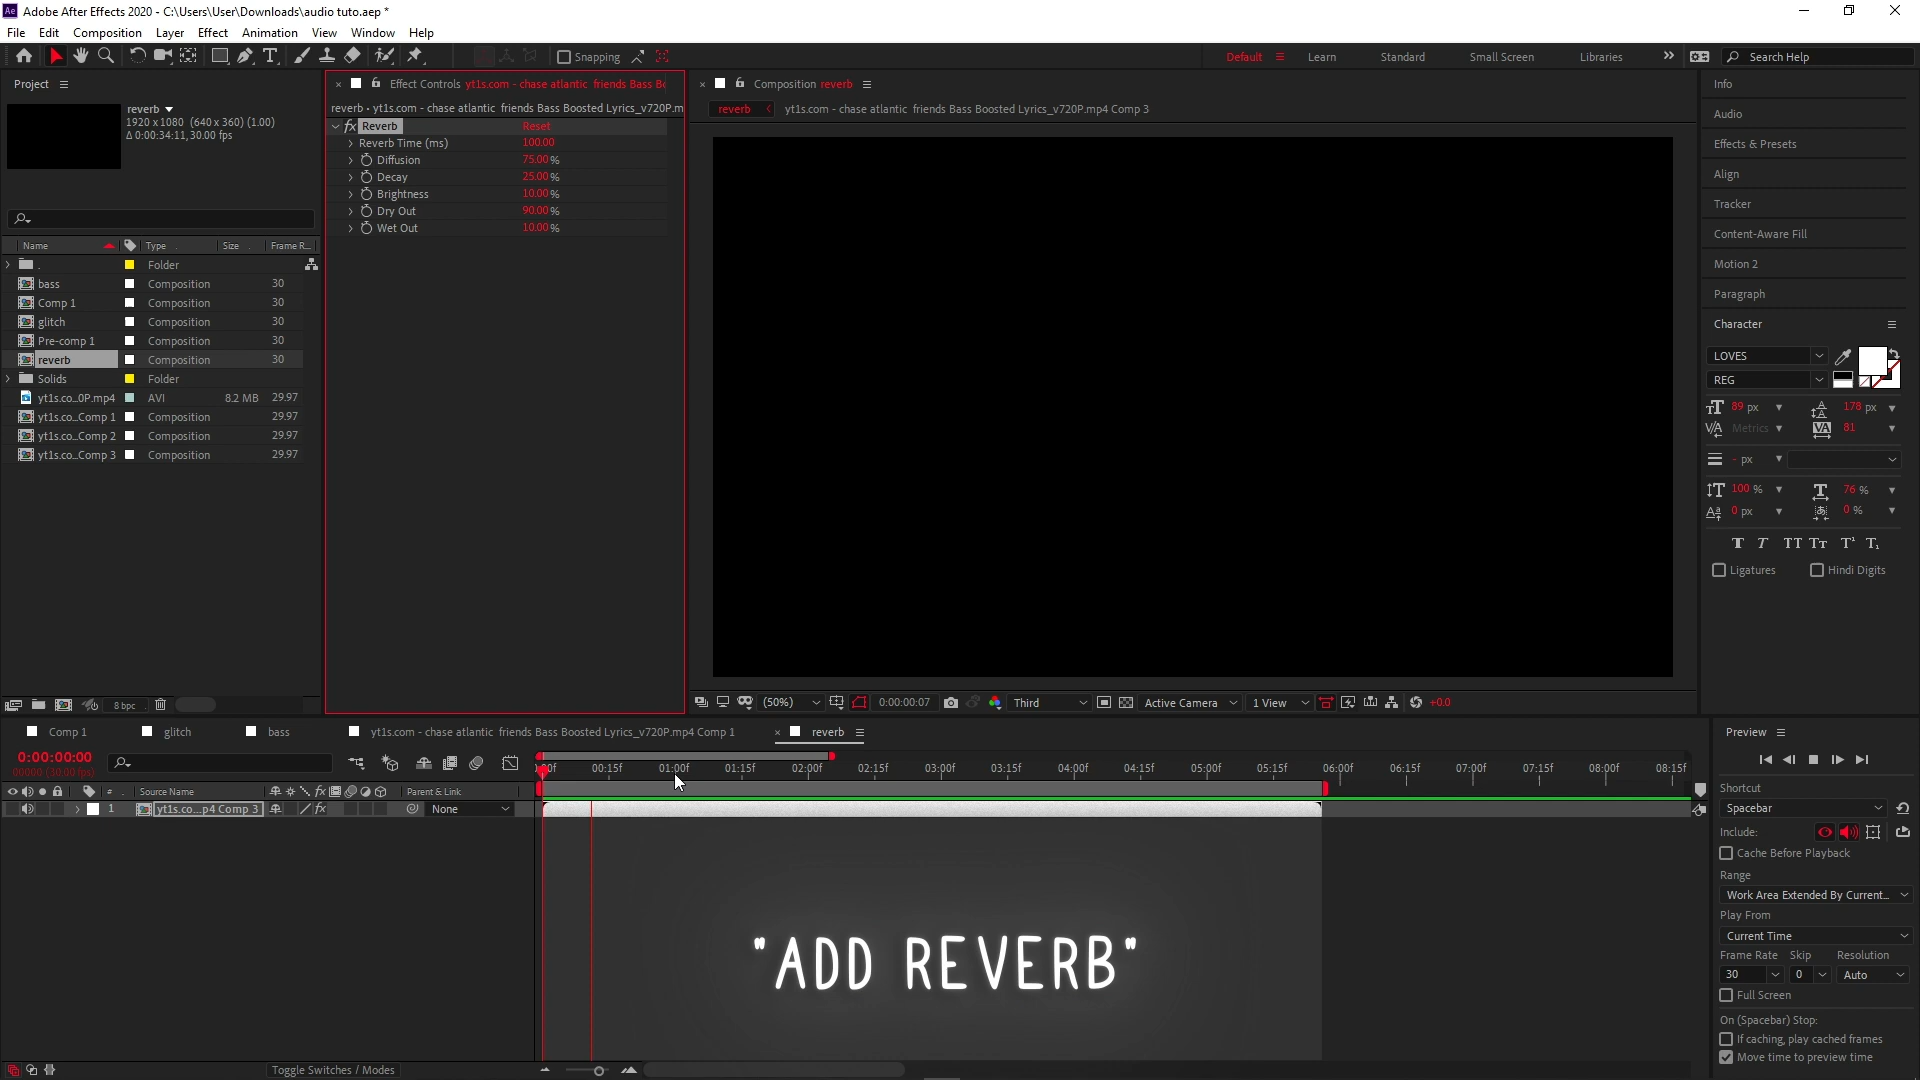 Adobe After Effects 2020 - C:\Users\User\Downloads\audio tuto.aep *
File Edit Composition Layer Effect Animation View Window Help
Snapping
Default Learn Standard Small Screen Libraries Search Help
Project
reverb
1920 x 1080 (640 x 360) (1.00)
Δ 0:00:34:11, 30.00 fps
Name Type Size Frame R...
. Folder
bass Composition 30
Comp 1 Composition 30
glitch Composition 30
Pre-comp 1 Composition 30
reverb Composition 30
Solids Folder
yt1s.co...0P.mp4 AVI 8.2 MB 29.97
yt1s.co...Comp 1 Composition 29.97
yt1s.co...Comp 2 Composition 29.97
yt1s.co...Comp 3 Composition 29.97
8 bpc
Effect Controls yt1s.com - chase atlantic friends Bass Bo
reverb • yt1s.com - chase atlantic friends Bass Boosted Lyrics_v720P.m
fx Reverb Reset
Reverb Time (ms) 100.00
Diffusion 75.00 %
Decay 25.00 %
Brightness 10.00 %
Dry Out 90.00 %
Wet Out 10.00 %
Composition reverb
reverb yt1s.com - chase atlantic friends Bass Boosted Lyrics_v720P.mp4 Comp 3
(50%) 0:00:00:07 Third Active Camera 1 View +0.0
Info
Audio
Effects & Presets
Align
Tracker
Content-Aware Fill
Motion 2
Paragraph
Character
LOVES
REG
89 px 178 px
Metrics 81
- px
100 % 76 %
0 px 0 %
Ligatures Hindi Digits
Comp 1 glitch bass yt1s.com - chase atlantic friends Bass Boosted Lyrics_v720P.mp4 Comp 1 reverb
0:00:00:00
00000 (30.00 fps)
00f 00:15f 01:00f 01:15f 02:00f 02:15f 03:00f 03:15f 04:00f 04:15f 05:00f 05:15f 06:00f 06:15f 07:00f 07:15f 08:00f 08:15f
# Source Name fx Parent & Link
1 yt1s.co...p4 Comp 3 fx None
"ADD REVERB"
Toggle Switches / Modes
Preview
Shortcut
Spacebar
Include:
Cache Before Playback
Range
Work Area Extended By Current...
Play From
Current Time
Frame Rate Skip Resolution
30 0 Auto
Full Screen
On (Spacebar) Stop:
If caching, play cached frames
Move time to preview time